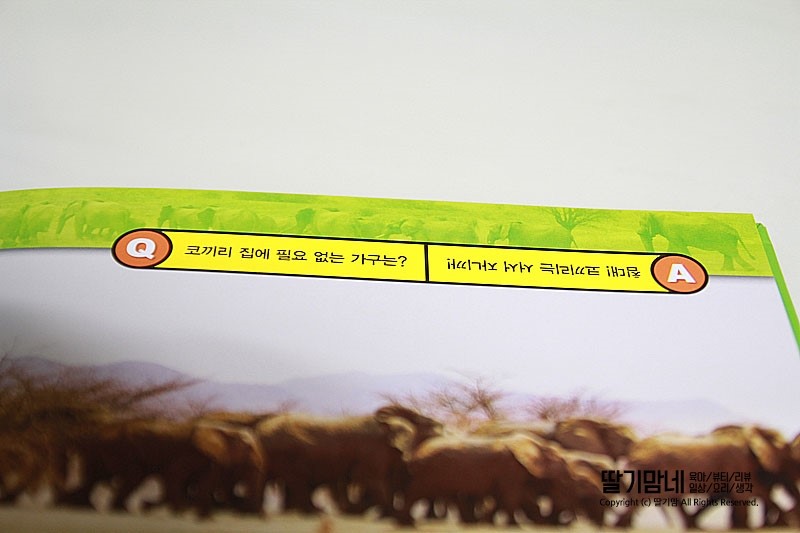 Q 코끼리 집에 필요 없는 가구는?
A 침대! 코끼리는 서서 자니까!
딸기맘네 육아/뷰티/리뷰
일상/요리/생각
Copyright (c) 딸기맘 All Rights Reserved.